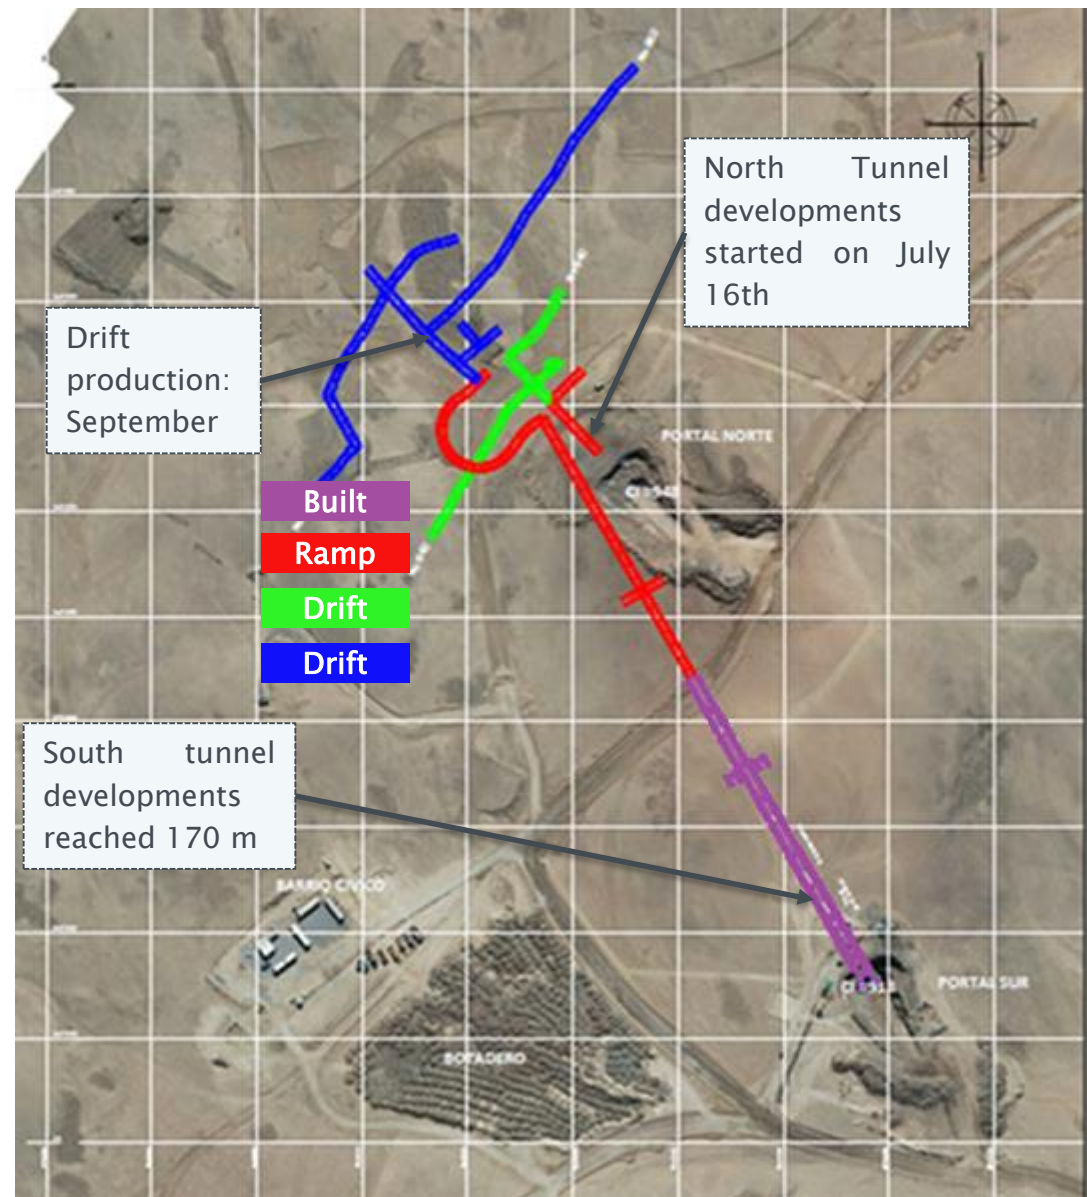 North Tunnel
developments
started on July
16th
Drift
production:
September
PORTAL NORTE
Built
Ramp
Drift
Drift
South tunnel
developments
reached 170 m
BARRIO CIVICO
PORTAL SUR
BOTADERO